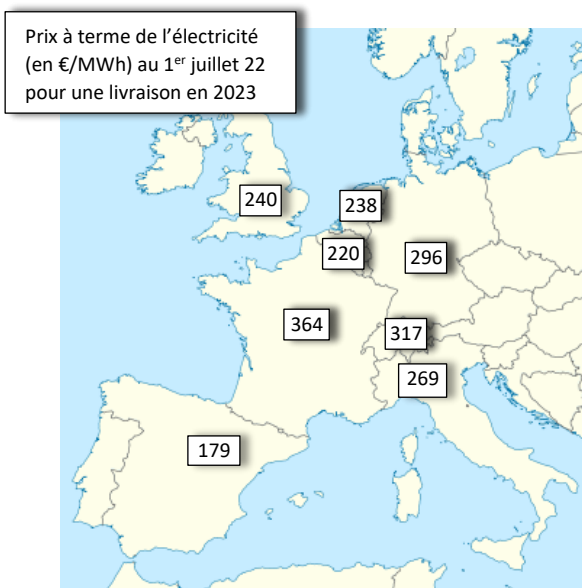 Prix à terme de l’électricité
(en €/MWh) au 1er juillet 22
pour une livraison en 2023
240
238
220
296
364
317
269
179